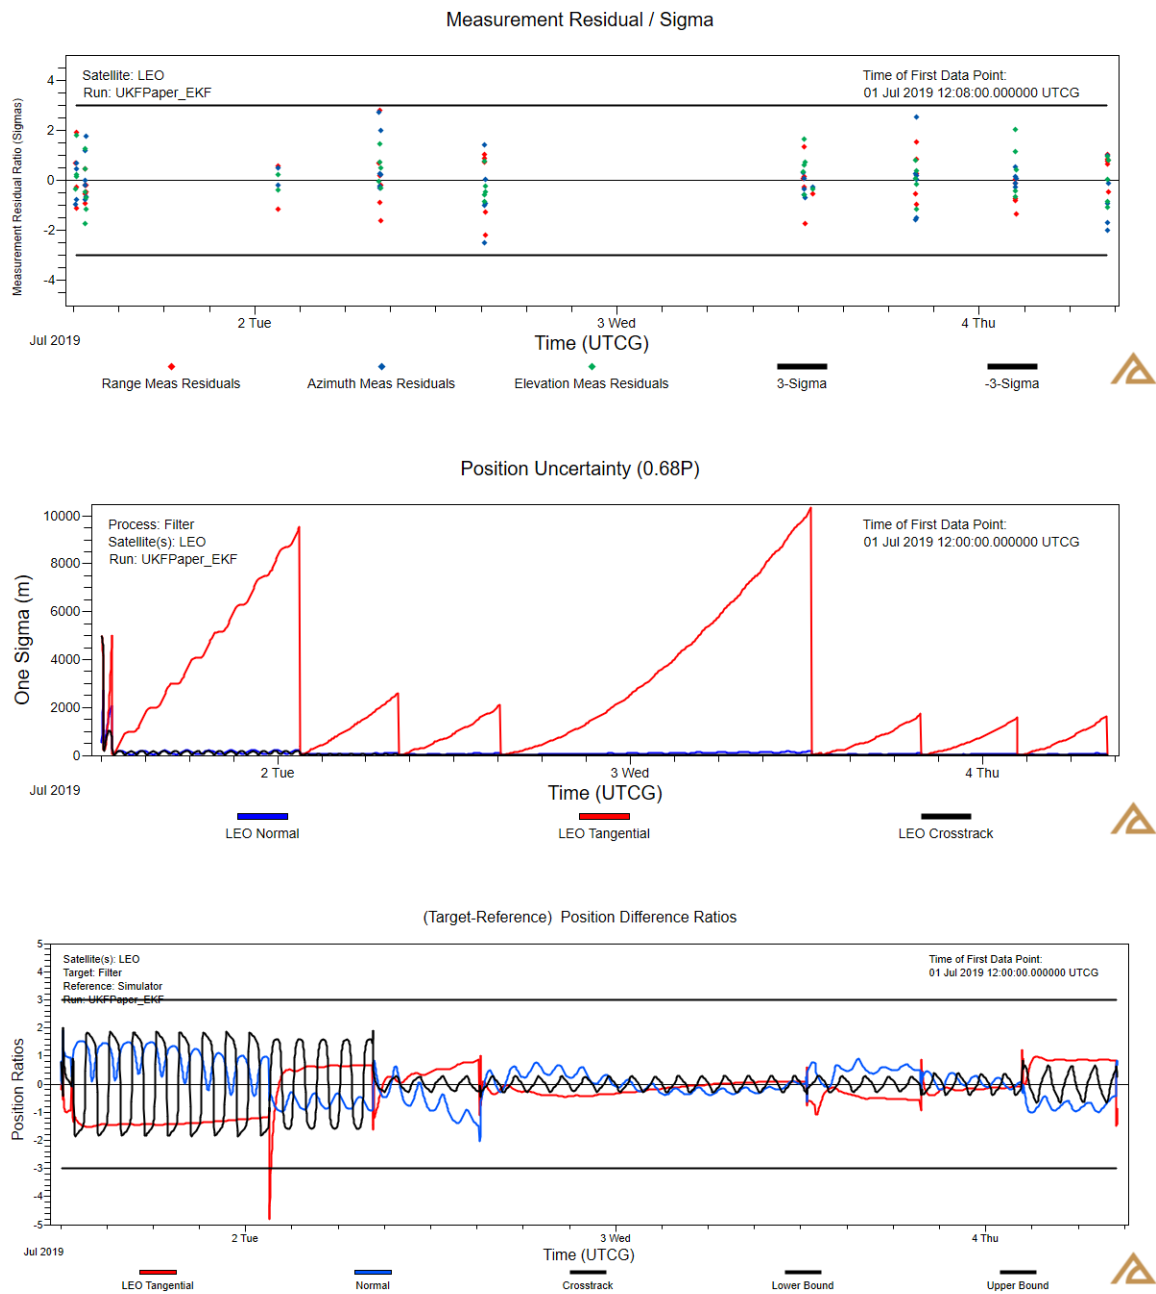 Measurement Residual / Sigma
Satellite: LEO
Run: UKFPaper_EKF
Time of First Data Point:
01 Jul 2019 12:08:00.000000 UTCG
Measurement Residual Ratio (Sigmas)
4
2
0
-2
-4
2 Tue
3 Wed
4 Thu
Jul 2019
Time (UTCG)
Range Meas Residuals
Azimuth Meas Residuals
Elevation Meas Residuals
3-Sigma
-3-Sigma
Position Uncertainty (0.68P)
Process: Filter
Satellite(s): LEO
Run: UKFPaper_EKF
Time of First Data Point:
01 Jul 2019 12:00:00.000000 UTCG
One Sigma (m)
10000
8000
6000
4000
2000
0
2 Tue
3 Wed
4 Thu
Jul 2019
Time (UTCG)
LEO Normal
LEO Tangential
LEO Crosstrack
(Target-Reference) Position Difference Ratios
Satellite(s): LEO
Target: Filter
Reference: Simulator
Run: UKFPaper_EKF
Time of First Data Point:
01 Jul 2019 12:00:00.000000 UTCG
Position Ratios
5
4
3
2
1
0
-1
-2
-3
-4
-5
2 Tue
3 Wed
4 Thu
Jul 2019
Time (UTCG)
LEO Tangential
Normal
Crosstrack
Lower Bound
Upper Bound